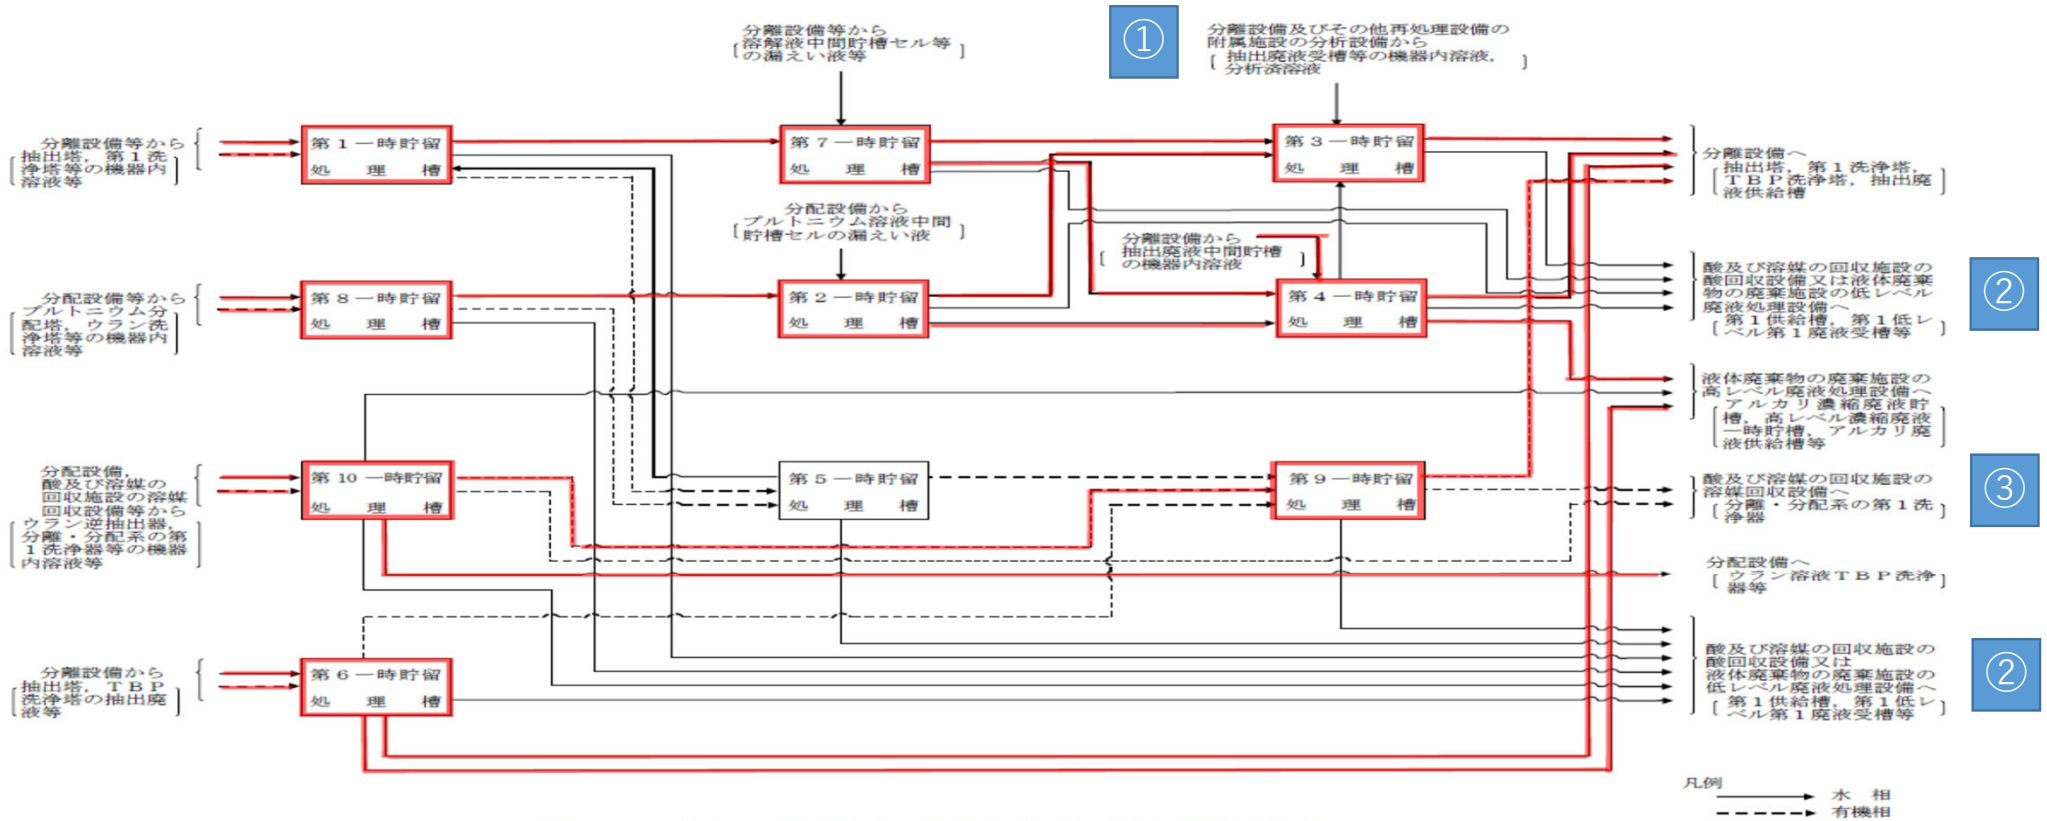 分離設備等から
溶解液中間貯槽セル等
の漏えい液等
①
分離設備及びその他再処理設備の
附属施設の分析設備から
抽出廃液受槽等の機器内溶液，
分析済溶液
分離設備等から
抽出塔，第1洗
浄塔等の機器内
溶液等
第1一時貯留
処理槽
第7一時貯留
処理槽
第3一時貯留
処理槽
分離設備へ
抽出塔，第1洗浄塔，
TBP洗浄塔，抽出廃
液供給槽
分配設備から
プルトニウム溶液中間
貯槽セルの漏えい液
分離設備から
抽出廃液中間貯槽
の機器内溶液
分配設備等から
プルトニウム分
配塔，ウラン洗
浄塔等の機器内
溶液等
第8一時貯留
処理槽
第2一時貯留
処理槽
第4一時貯留
処理槽
酸及び溶媒の回収施設の
酸回収設備又は液体廃棄
物の廃棄施設の低レベル
廃液処理設備へ
第1供給槽，第1低レ
ベル第1廃液受槽等
②
液体廃棄物の廃棄施設の
高レベル廃液処理設備へ
アルカリ濃縮廃液貯
槽，高レベル濃縮廃液
一時貯槽，アルカリ廃
液供給槽等
分配設備，
酸及び溶媒の
回収施設の溶媒
回収設備等から
ウラン逆抽出器，
分離・分配系の第
1洗浄器等の機器
内溶液等
第10一時貯留
処理槽
第5一時貯留
処理槽
第9一時貯留
処理槽
酸及び溶媒の回収施設の
溶媒回収設備へ
分離・分配系の第1洗
浄器
③
分配設備へ
ウラン溶液TBP洗浄
器等
分離設備から
抽出塔，TBP
洗浄塔の抽出廃
液等
第6一時貯留
処理槽
酸及び溶媒の回収施設の
酸回収設備又は
液体廃棄物の廃棄施設の
低レベル廃液処理設備へ
第1供給槽，第1低レ
ベル第1廃液受槽等
②
凡例
水相
有機相